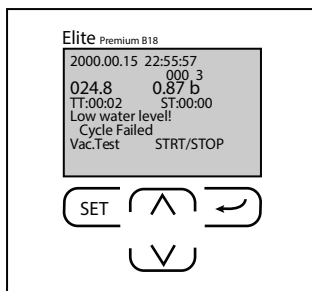 Elite Premium B18
2000.00.15 22:55:57
000 3
024.8 0.87 b
TT:00:02 ST:00:00
Low water level!
Cycle Failed
Vac.Test STRT/STOP
SET